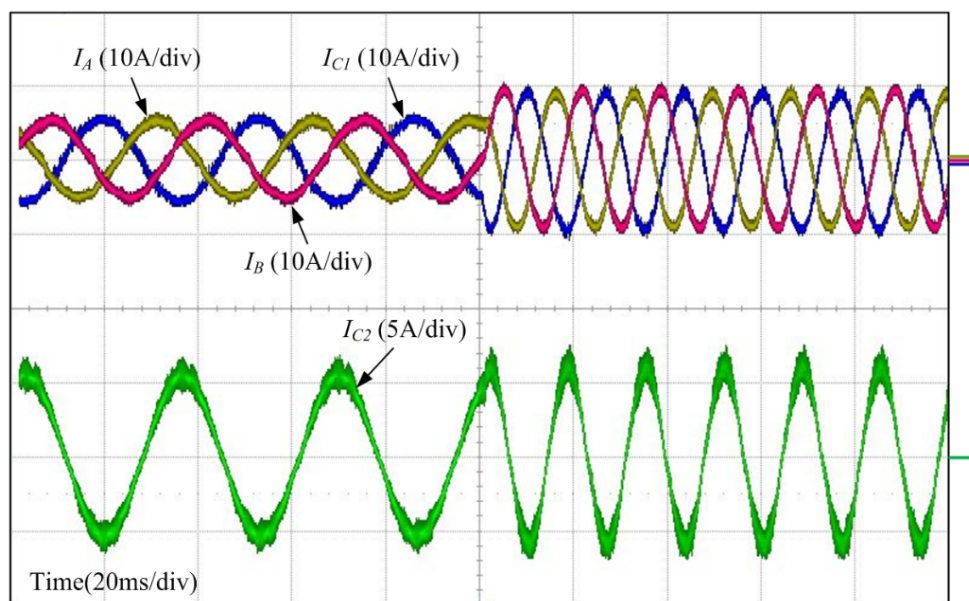 I_A (10A/div)
I_C1 (10A/div)
I_B (10A/div)
I_C2 (5A/div)
Time(20ms/div)